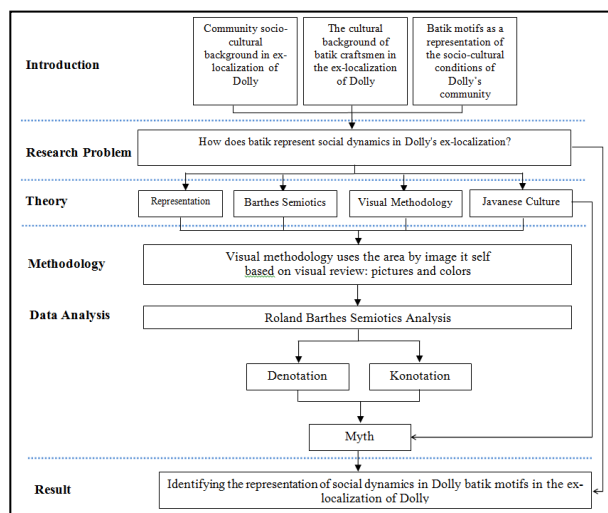 Introduction
Community socio-
cultural
background in ex-
localization of
Dolly
The cultural
background of
batik craftsmen in
the ex-localization
of Dolly
Batik motifs as a
representation of
the socio-cultural
conditions of
Dolly's
community
Research Problem
How does batik represent social dynamics in Dolly's ex-localization?
Theory
Representation
Barthes Semiotics
Visual Methodology
Javanese Culture
Methodology
Visual methodology uses the area by image it self
based on visual review: pictures and colors
Data Analysis
Roland Barthes Semiotics Analysis
Denotation
Konotation
Myth
Result
Identifying the representation of social dynamics in Dolly batik motifs in the ex-
localization of Dolly